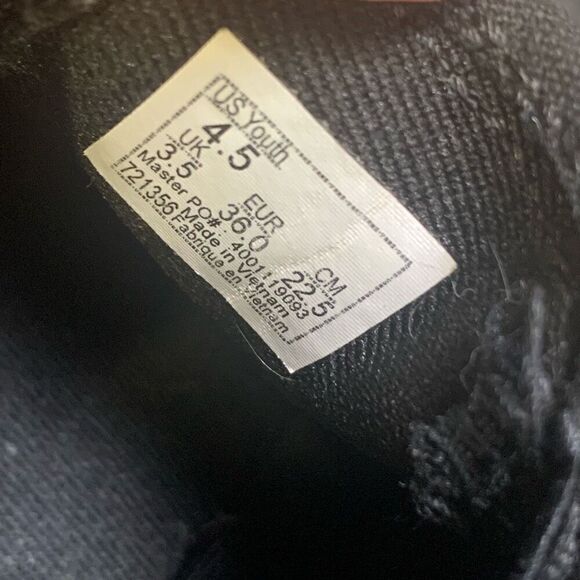 US Youth
4.5
UK EUR CM
3.5 36.0 22.5
Master PO#: 4001119093
721356 Made in Vietnam
Fabrique en Vietnam